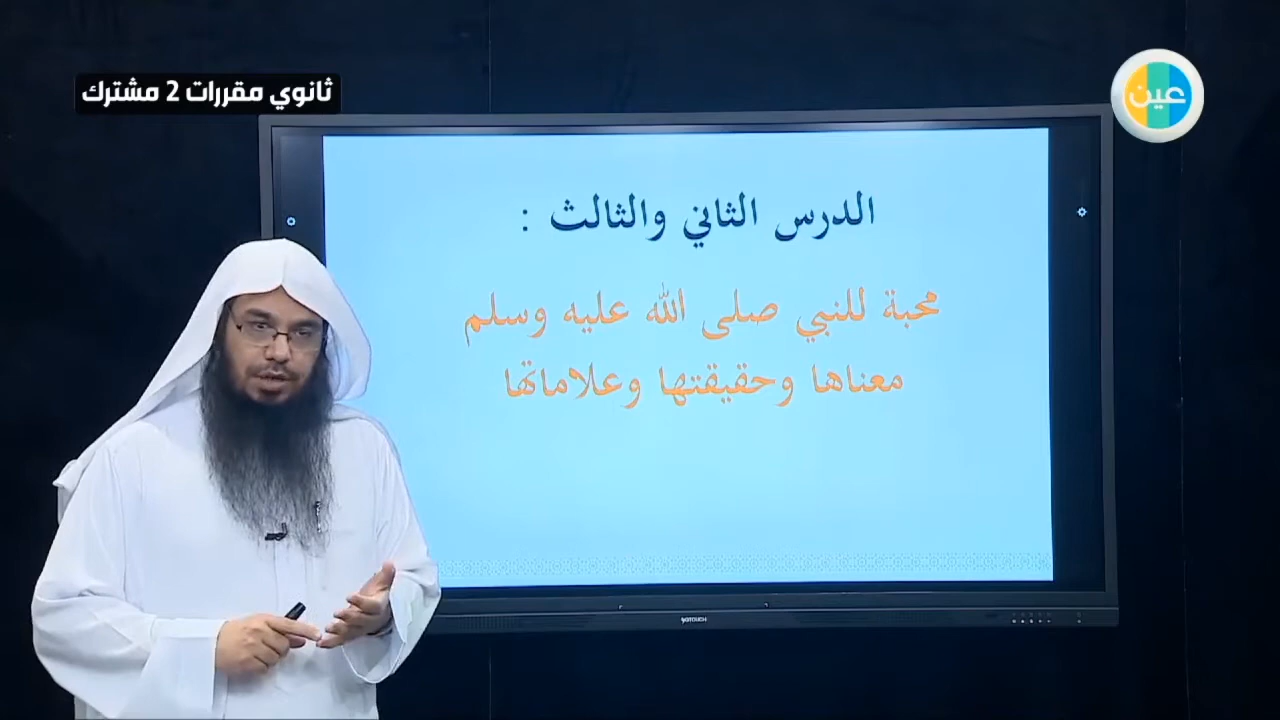 ثانوي مقررات 2 مشترك
عين
الدرس الثاني والثالث :
محبة للنبي صلى الله عليه وسلم
معناها وحقيقتها وعلاماتها